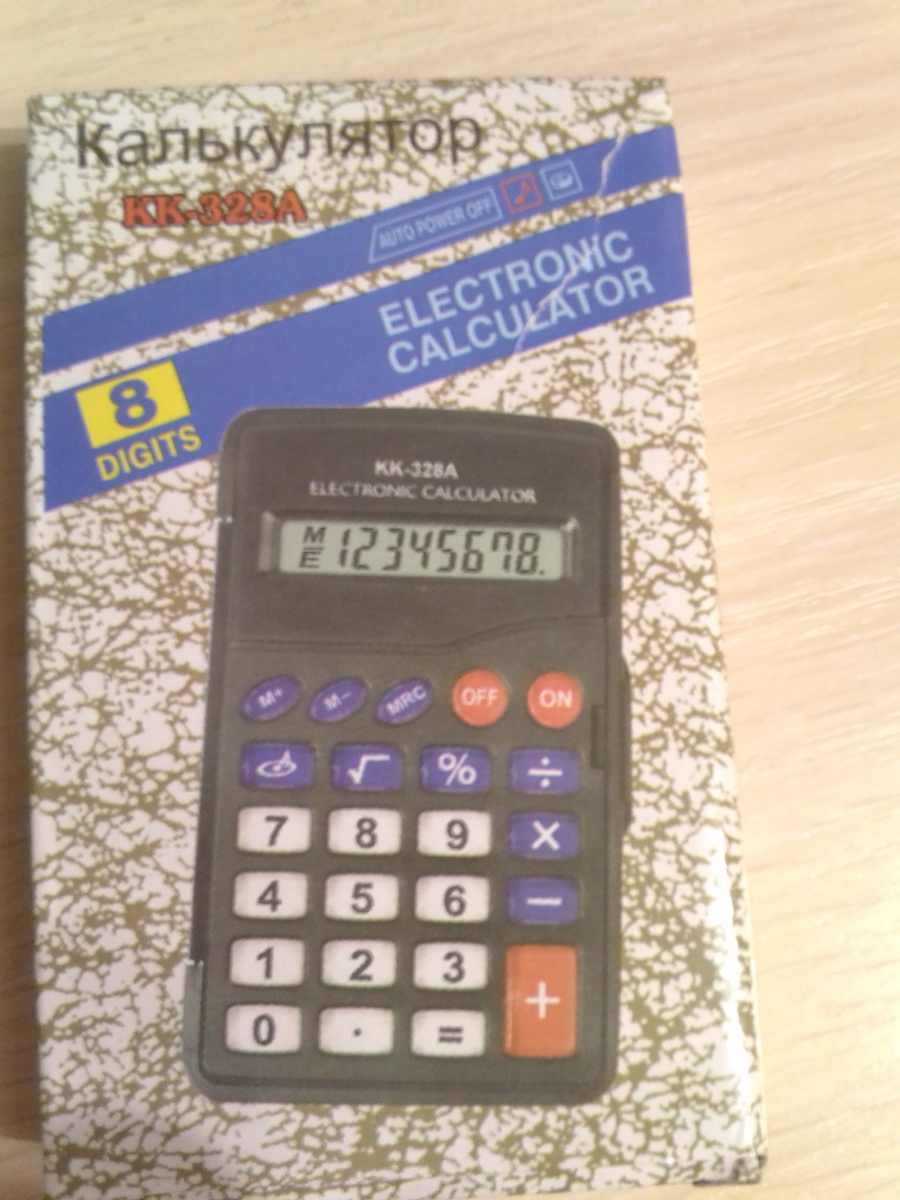 Калькулятор
KK-328A
AUTO POWER OFF
ELECTRONIC
CALCULATOR
8
DIGITS
KK-328A
ELECTRONIC CALCULATOR
M
E 12345678.
M+ M− MRC OFF ON
√ % ÷
7 8 9 ×
4 5 6 −
1 2 3 +
0 . =